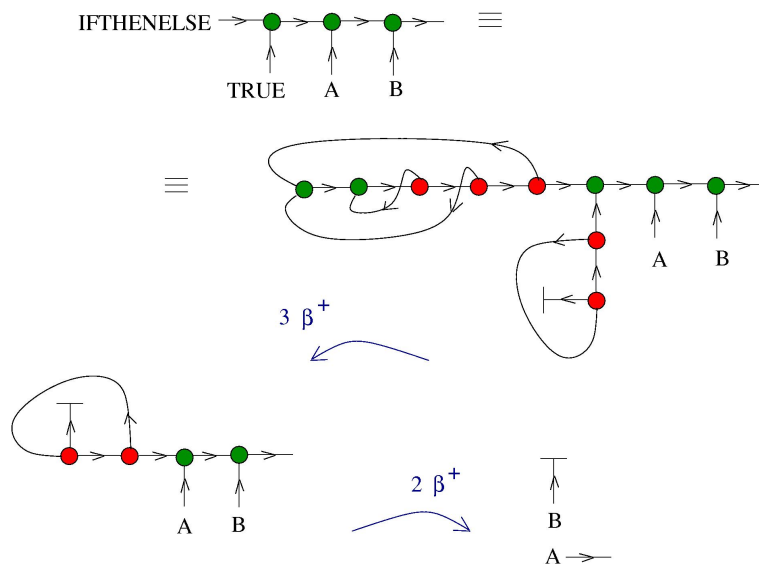 IFTHENELSE ≡
TRUE A B
≡
A B
3 β+
2 β+
A B
B
A